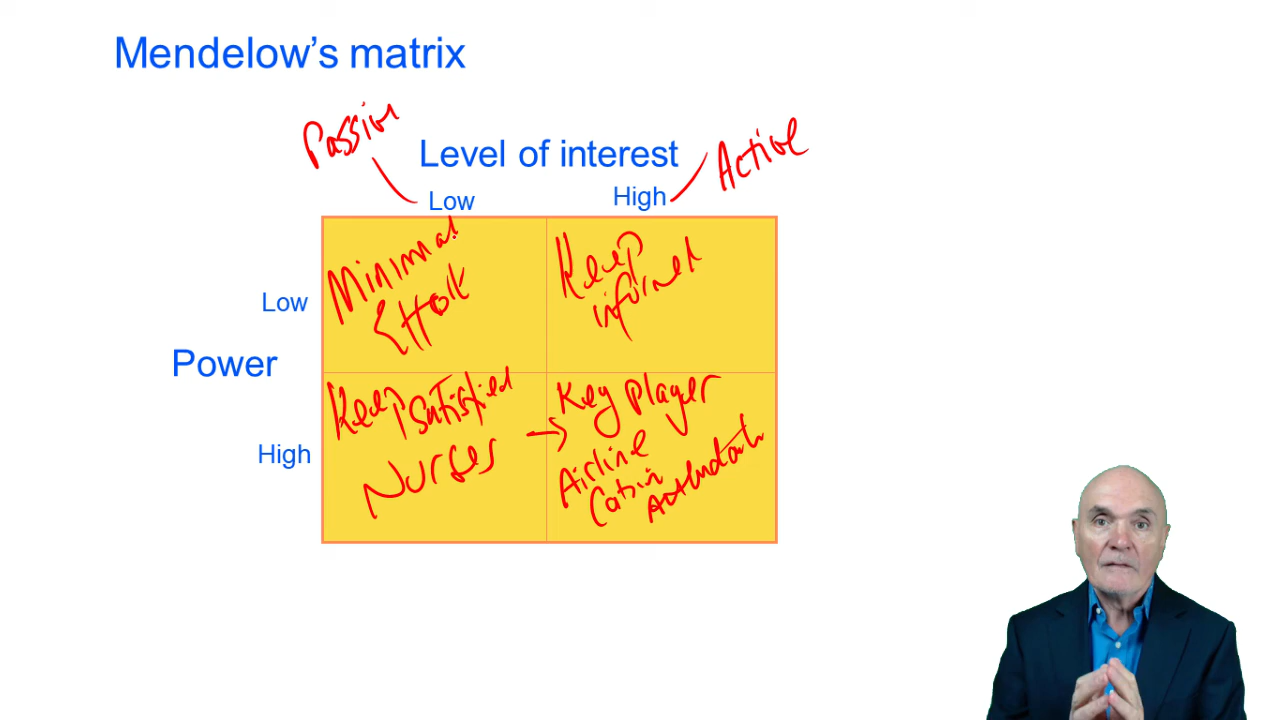 Mendelow's matrix
Passive
Level of interest
Active
Low
High
Low
Minimal
Effort
Keep
informed
Power
High
Keep satisfied
Nurses
→
Key player
Airline
Cabin
Attendants